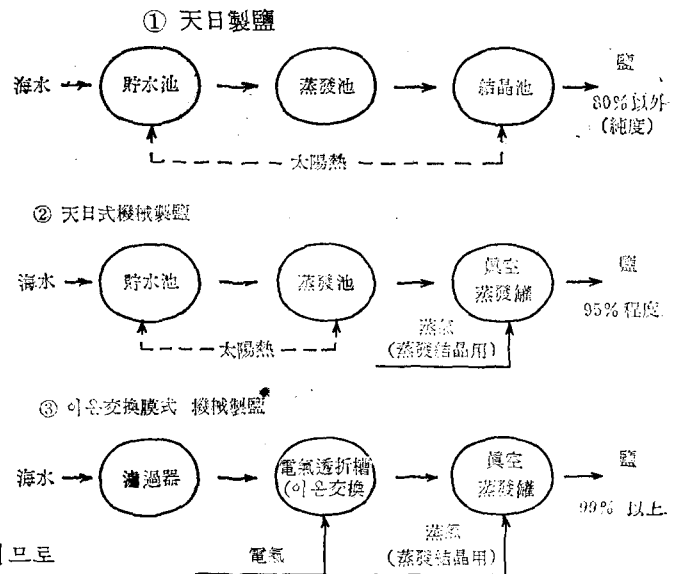 ① 天日製鹽
海水 貯水池 蒸發池 結晶池 鹽
80%以外
(純度)
太陽熱
② 天日式機械製鹽
海水 貯水池 蒸發池 眞空 蒸發罐 鹽
95%程度
太陽熱
蒸氣
(蒸發結晶用)
③ 이온交換膜式 機械製鹽
海水 濾過器 電氣透折槽 (이온交換 眞空 蒸發罐 鹽
99% 以上
므로
電氣
蒸氣
(蒸發結晶用)